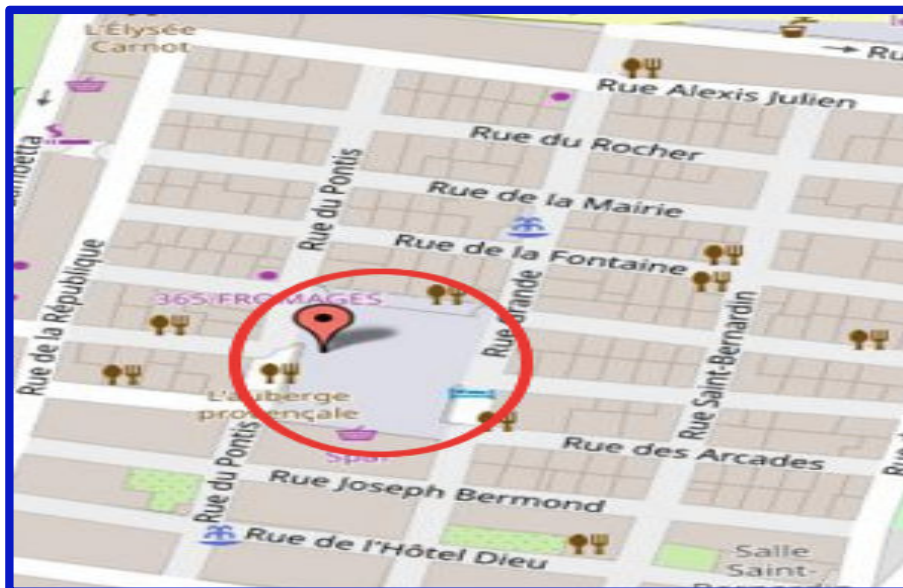 L'Élysée
Carnot
Rue Alexis Julien
Rue du Rocher
Rue du Pontis
Rue de la Mairie
Rue de la Fontaine
Rue de la République
365 FROMAGES
Rue Grande
Rue Saint-Bernardin
L'auberge
provençale
Spar
Rue des Arcades
Rue du Pontis
Rue Joseph Bermond
Rue de l'Hôtel Dieu
Salle
Saint-